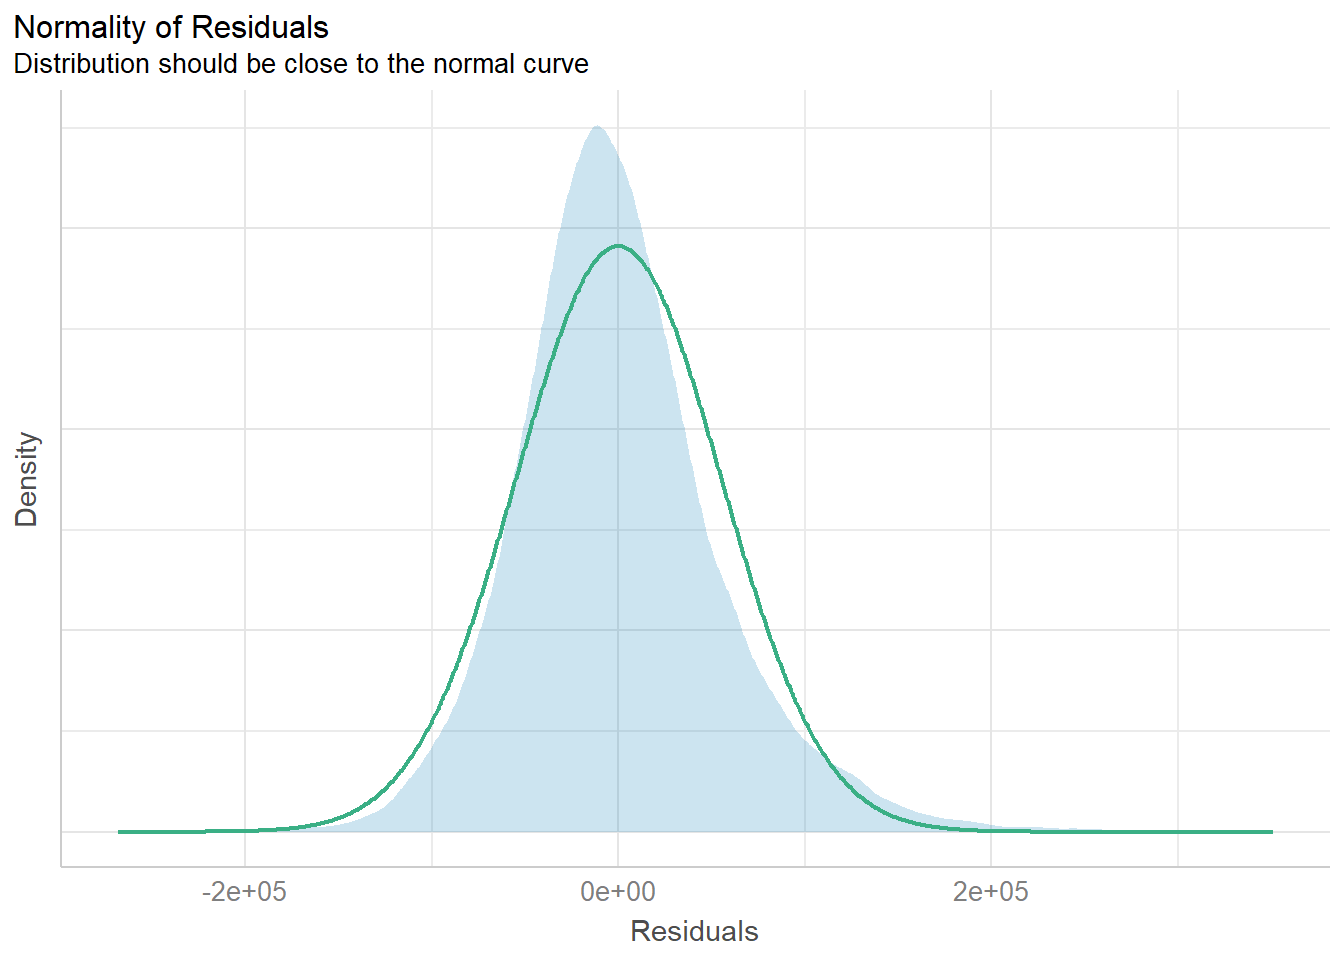 Normality of Residuals
Distribution should be close to the normal curve
Density
-2e+05
0e+00
2e+05
Residuals